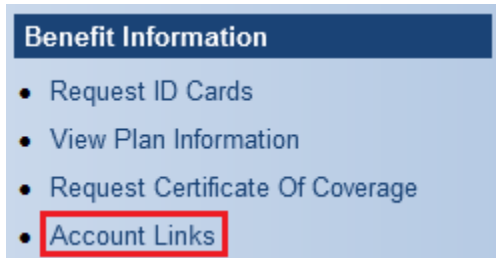 Benefit Information
Request ID Cards
View Plan Information
Request Certificate Of Coverage
Account Links